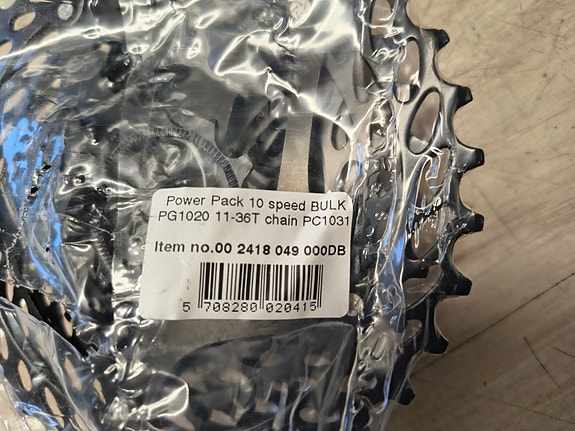 Power Pack 10 speed BULK
PG1020 11-36T chain PC1031
Item no.00 2418 049 000DB
5 708280 020415